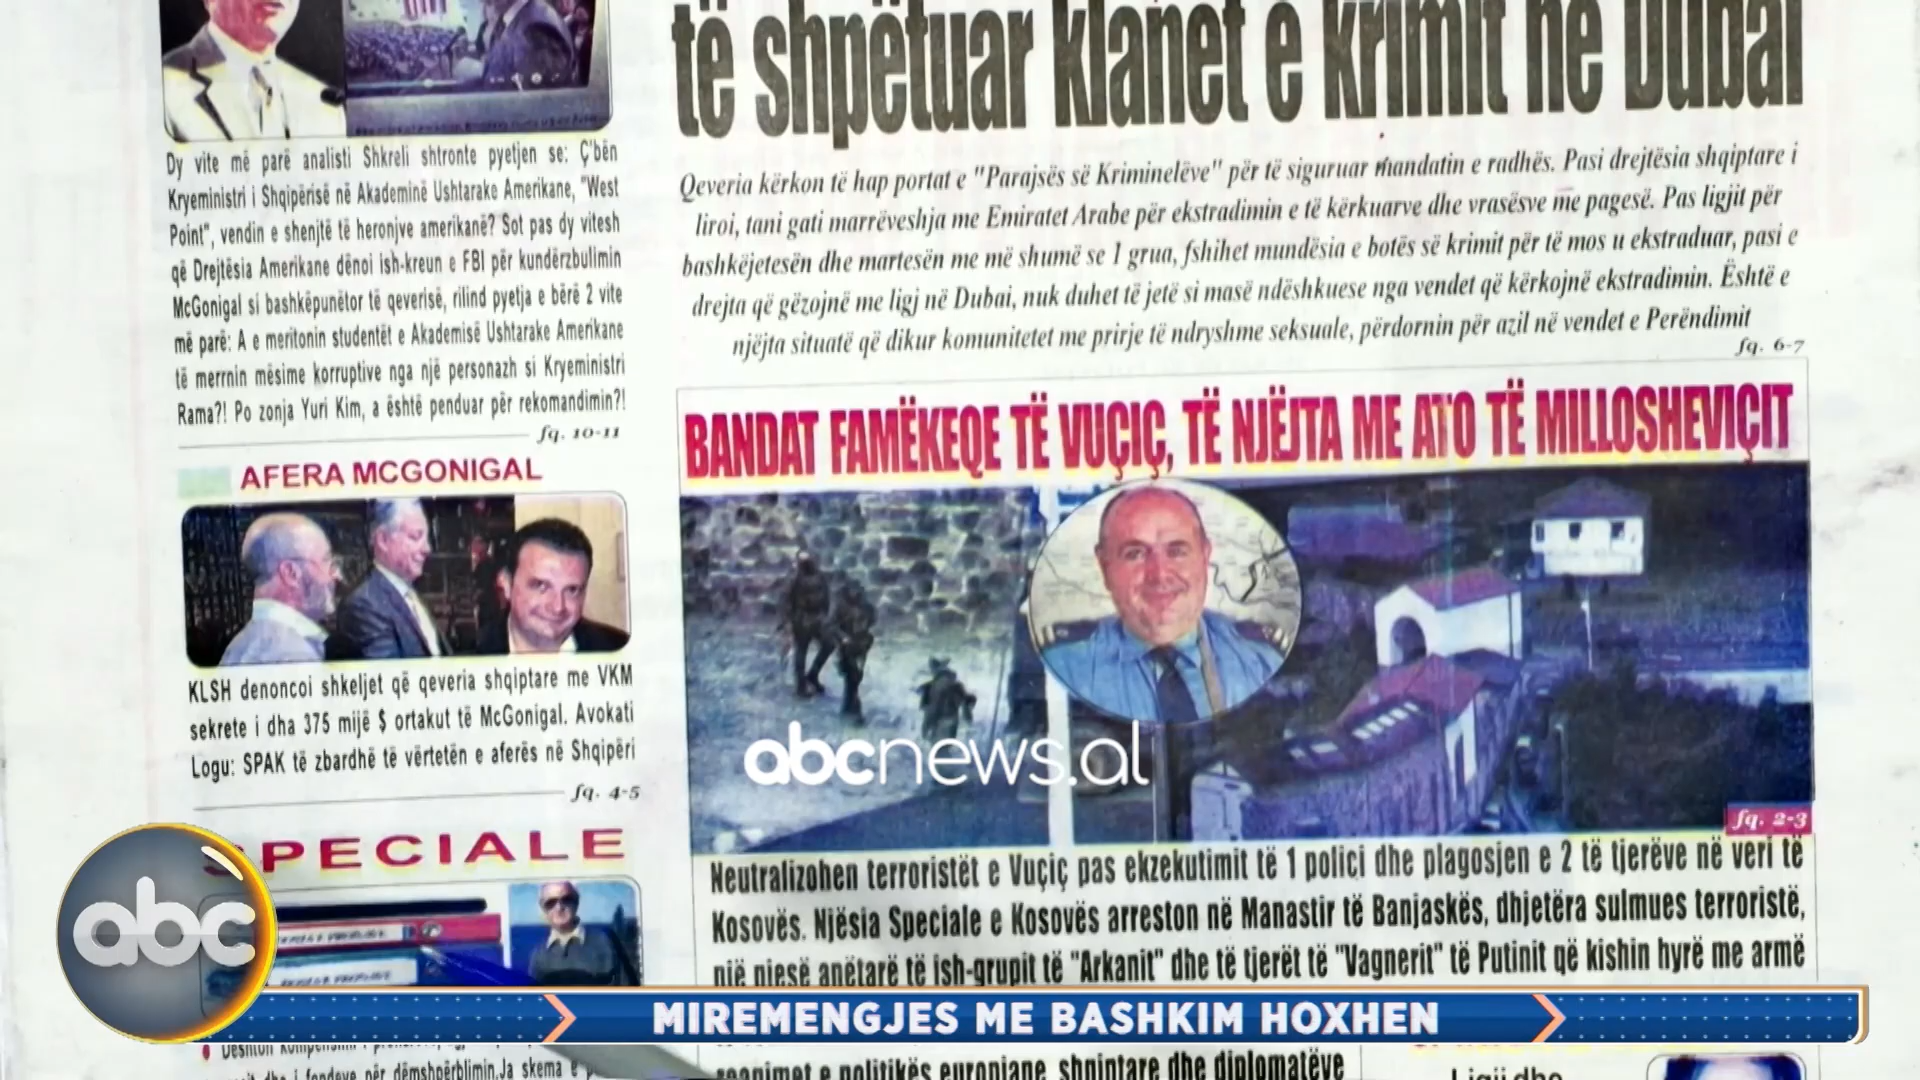 të shpëtuar klanet e krimit në Dubai
Dy vite më parë analisti Shkreli shtronte pyetjen se: Ç'bën
Kryeministri i Shqipërisë në Akademinë Ushtarake Amerikane, "West
Point", vendin e shenjtë të heronjve amerikanë? Sot pas dy vitesh
që Drejtësia Amerikane dënoi ish-kreun e FBI për kundërzbulimin
McGonigal si bashkëpunëtor të qeverisë, rilind pyetja e bërë 2 vite
më parë: A e meritonin studentët e Akademisë Ushtarake Amerikane
të merrnin mësime korruptive nga një personazh si Kryeministri
Rama?! Po zonja Yuri Kim, a është penduar për rekomandimin?!
fq. 10-11
Qeveria kërkon të hap portat e "Parajsës së Kriminelëve" për të siguruar mandatin e radhës. Pasi drejtësia shqiptare i
liroi, tani gati marrëveshja me Emiratet Arabe për ekstradimin e të kërkuarve dhe vrasësve me pagesë. Pas ligjit për
bashkëjetesën dhe martesën me më shumë se 1 grua, fshihet mundësia e botës së krimit për të mos u ekstraduar, pasi e
drejta që gëzojnë me ligj në Dubai, nuk duhet të jetë si masë ndëshkuese nga vendet që kërkojnë ekstradimin. Është e
njëjta situatë që dikur komunitetet me prirje të ndryshme seksuale, përdornin për azil në vendet e Perëndimit
fq. 6-7
AFERA MCGONIGAL
KLSH denoncoi shkeljet që qeveria shqiptare me VKM
sekrete i dha 375 mijë $ ortakut të McGonigal. Avokati
Logu: SPAK të zbardhë të vërtetën e aferës në Shqipëri
fq. 4-5
BANDAT FAMËKEQE TË VUÇIÇ, TË NJËJTA ME ATO TË MILLOSHEVIÇIT
abcnews.al
fq. 2-3
Neutralizohen terroristët e Vuçiç pas ekzekutimit të 1 polici dhe plagosjen e 2 të tjerëve në veri të
Kosovës. Njësia Speciale e Kosovës arreston në Manastir të Banjaskës, dhjetëra sulmues terroristë,
një pjesë anëtarë të ish-grupit të "Arkanit" dhe të tjerët të "Vagnerit" të Putinit që kishin hyrë me armë
SPECIALE
abc
MIREMENGJES ME BASHKIM HOXHEN
e politikës europiane, shqiptare dhe diplomatëve
për dëmshpërblimin.Ja skema e
Ligji dhe